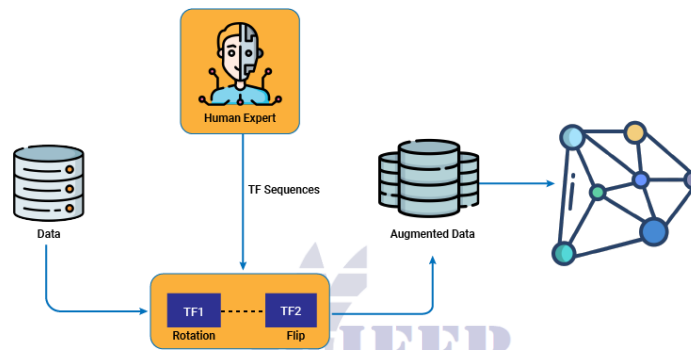 Human Expert
TF Sequences
Data
Augmented Data
TF1
TF2
Rotation
Flip